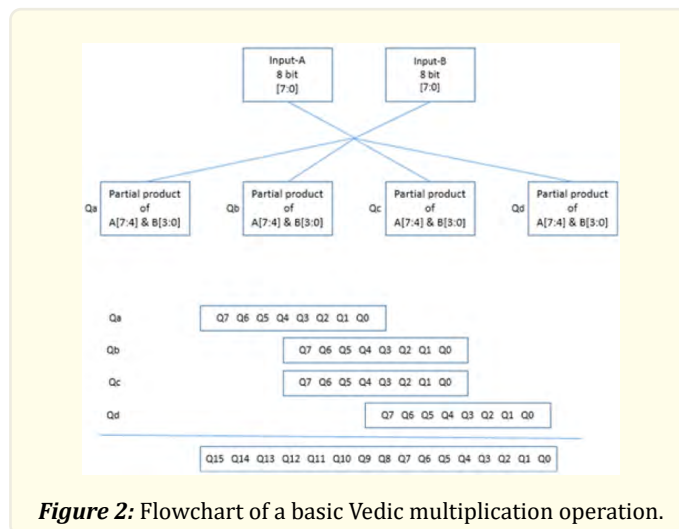 Input-A
8 bit
[7:0]
Input-B
8 bit
[7:0]
Qa
Partial product
of
A[7:4] & B[3:0]
Qb
Partial product
of
A[7:4] & B[3:0]
Qc
Partial product
of
A[7:4] & B[3:0]
Qd
Partial product
of
A[7:4] & B[3:0]
Qa Q7 Q6 Q5 Q4 Q3 Q2 Q1 Q0
Qb Q7 Q6 Q5 Q4 Q3 Q2 Q1 Q0
Qc Q7 Q6 Q5 Q4 Q3 Q2 Q1 Q0
Qd Q7 Q6 Q5 Q4 Q3 Q2 Q1 Q0
Q15 Q14 Q13 Q12 Q11 Q10 Q9 Q8 Q7 Q6 Q5 Q4 Q3 Q2 Q1 Q0
Figure 2: Flowchart of a basic Vedic multiplication operation.